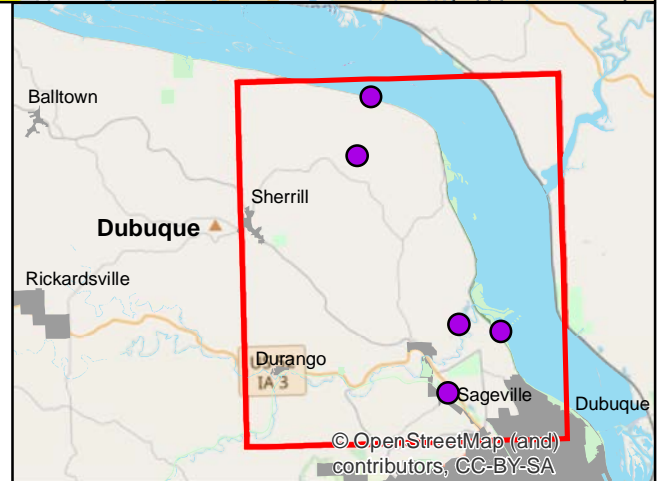 Balltown
Sherrill
Dubuque
Rickardsville
Durango
IA 3
Sageville
Dubuque
© OpenStreetMap (and)
contributors, CC-BY-SA